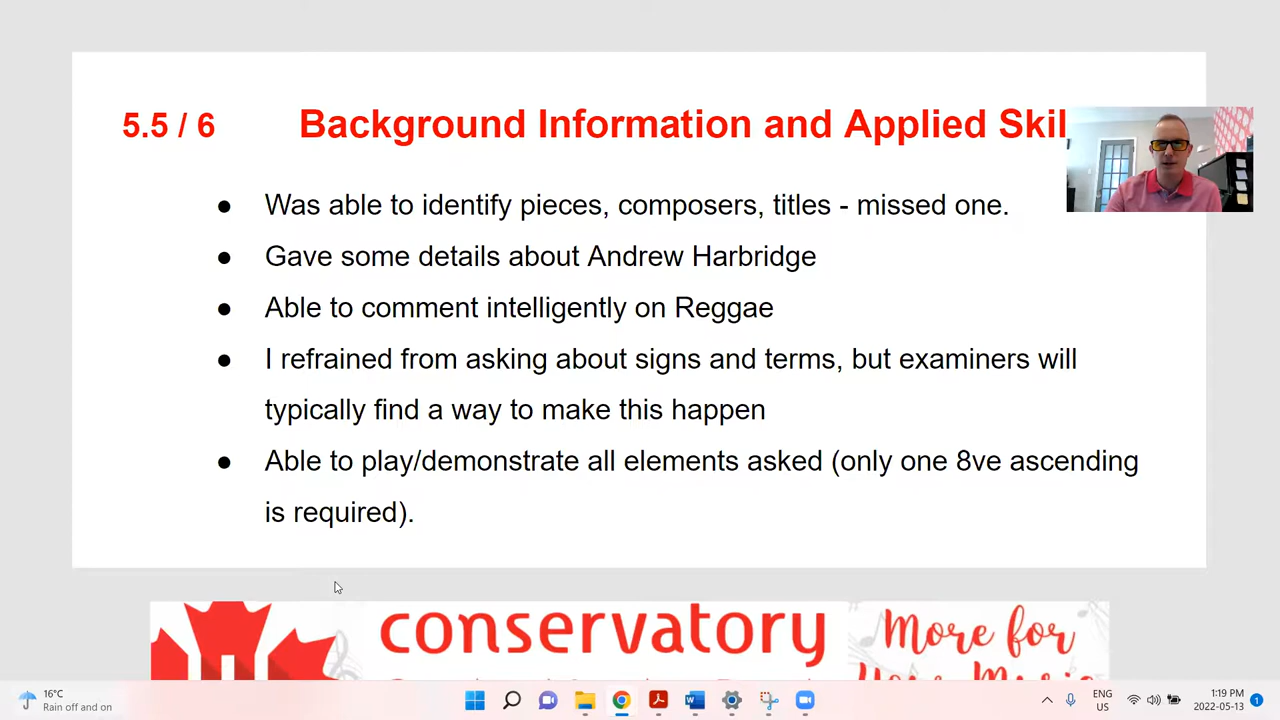 5.5 / 6 Background Information and Applied Skil
● Was able to identify pieces, composers, titles - missed one.
● Gave some details about Andrew Harbridge
● Able to comment intelligently on Reggae
● I refrained from asking about signs and terms, but examiners will
typically find a way to make this happen
● Able to play/demonstrate all elements asked (only one 8ve ascending
is required).
conservatory
More for
Your Music
16°C
Rain off and on
ENG
US
1:19 PM
2022-05-13
1